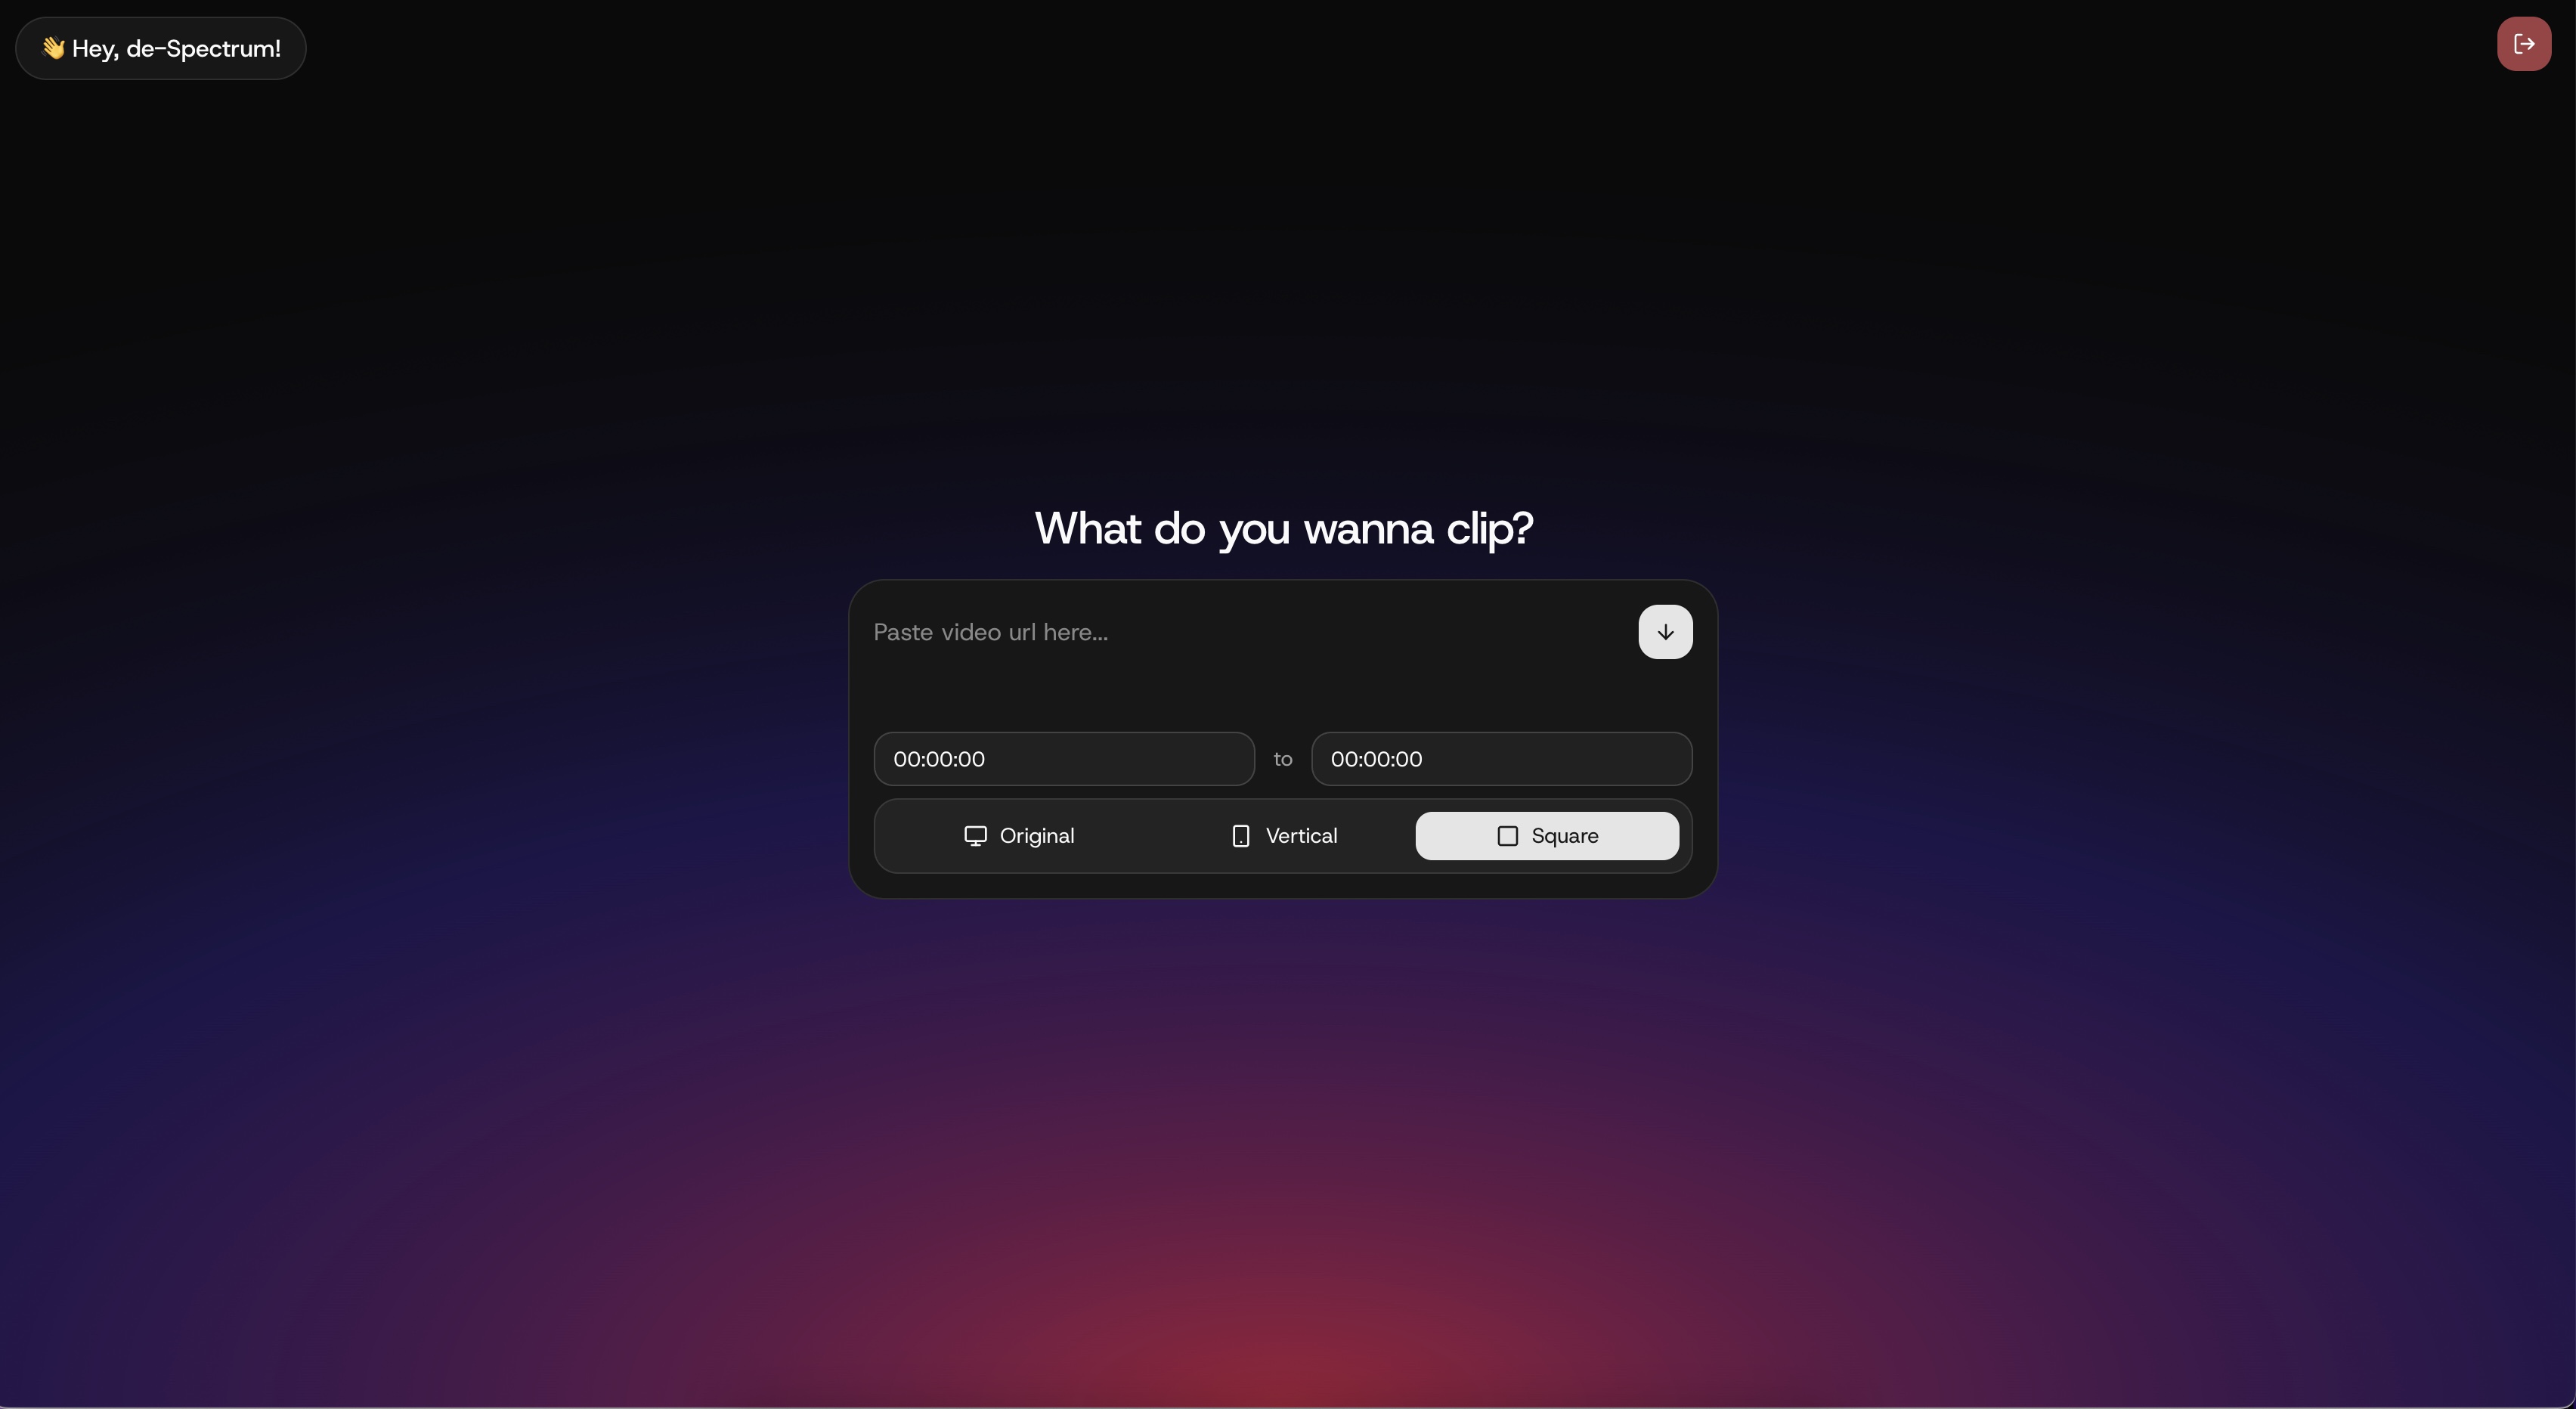 👋 Hey, de-Spectrum!
What do you wanna clip?
Paste video url here...
00:00:00 to 00:00:00
Original Vertical Square